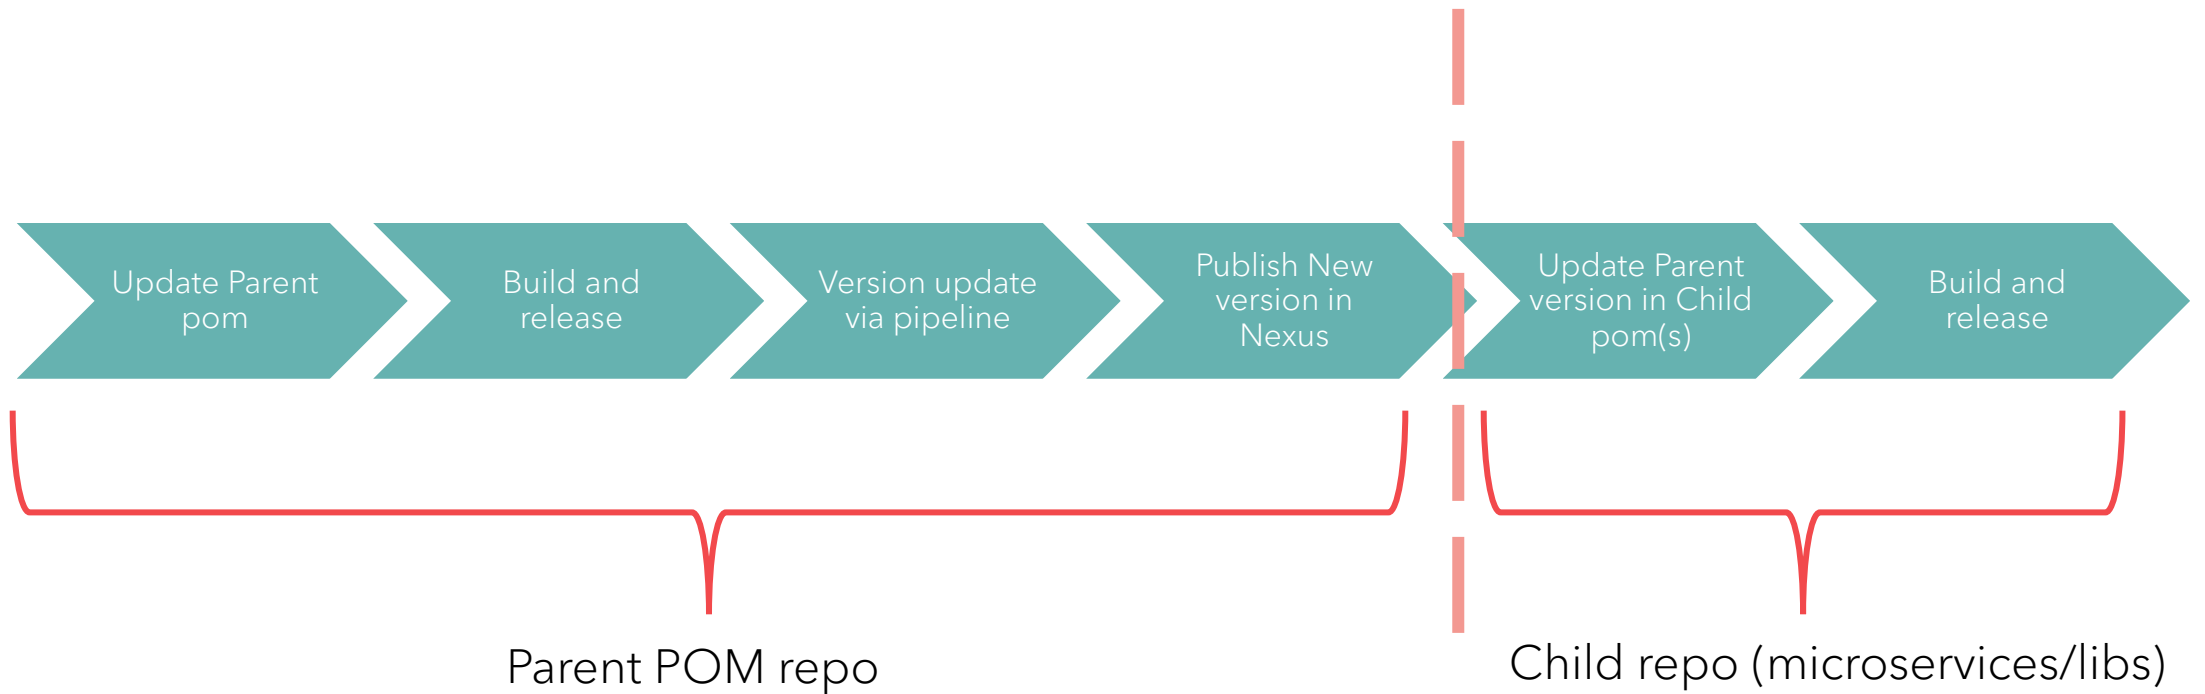 Update Parent
pom
Build and
release
Version update
via pipeline
Publish New
version in
Nexus
Update Parent
version in Child
pom(s)
Build and
release
Parent POM repo
Child repo (microservices/libs)